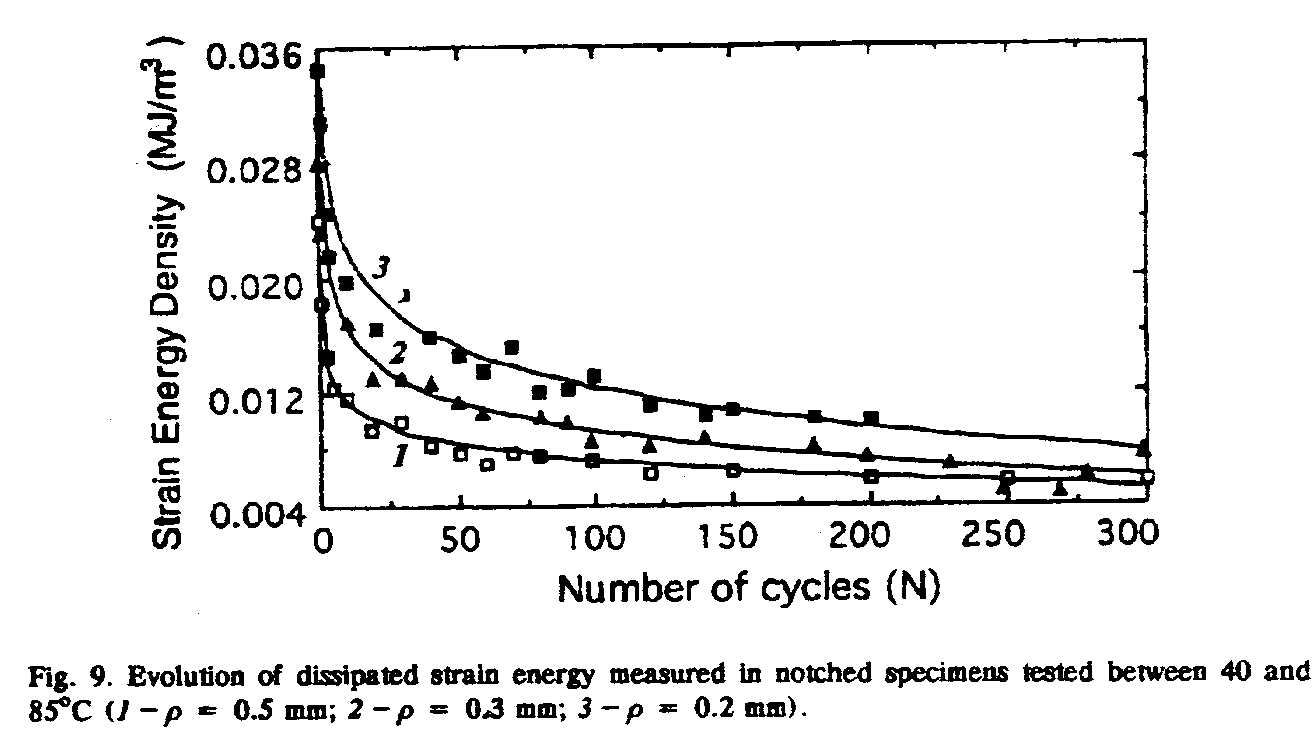 Strain Energy Density (MJ/m³)
0.036
0.028
0.020
0.012
0.004
3
2
1
0 50 100 150 200 250 300
Number of cycles (N)
Fig. 9. Evolution of dissipated strain energy measured in notched specimens tested between 40 and
85°C (1 – ρ = 0.5 mm; 2 – ρ = 0.3 mm; 3 – ρ = 0.2 mm).